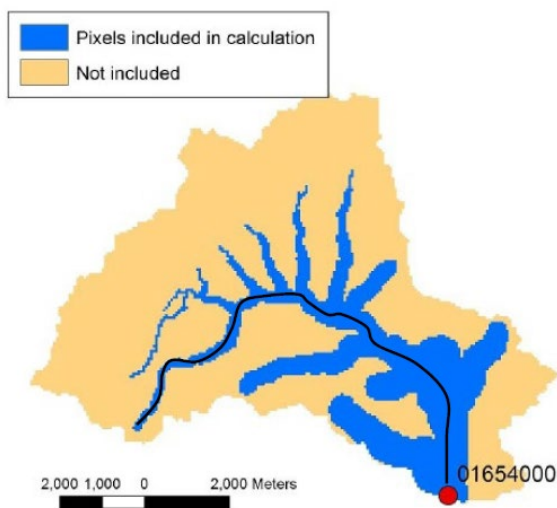 Pixels included in calculation
Not included
01654000
2,000 1,000 0 2,000 Meters